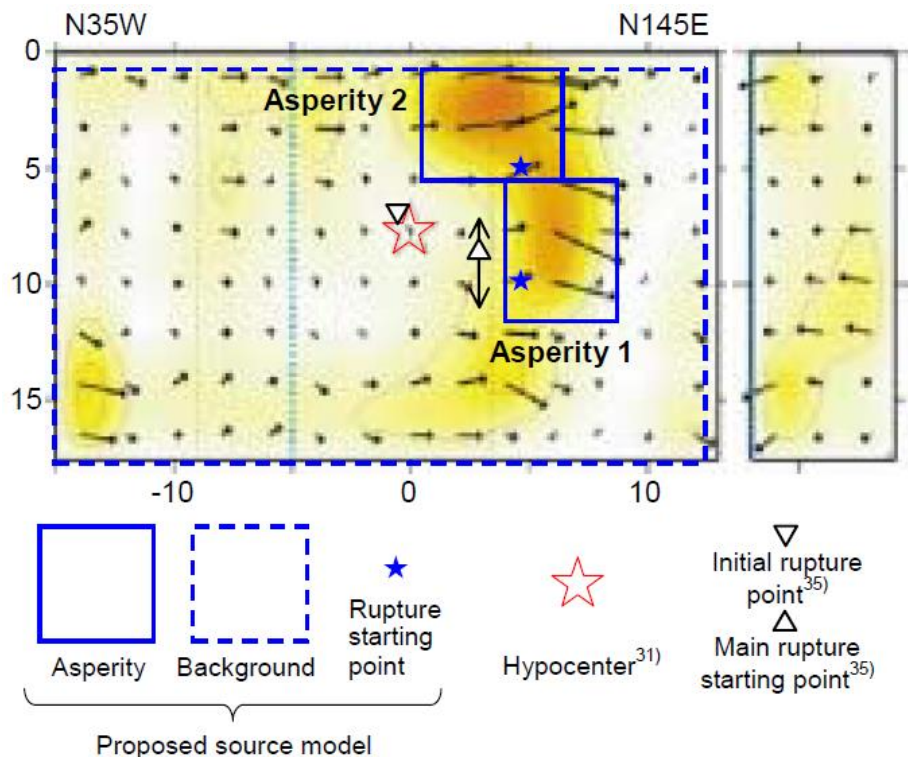 N35W N145E
0
Asperity 2
5
10
Asperity 1
15
-10 0 10
Asperity
Background
Rupture
starting
point
Hypocenter31)
Initial rupture
point35)
Main rupture
starting point35)
Proposed source model